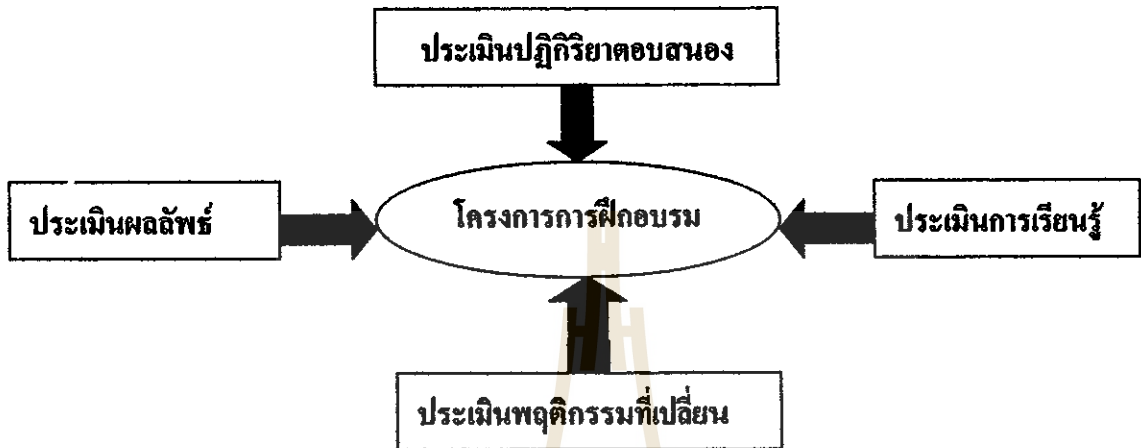 ประเมินปฏิกิริยาตอบสนอง
ประเมินผลลัพธ์
โครงการการฝึกอบรม
ประเมินการเรียนรู้
ประเมินพฤติกรรมที่เปลี่ยน